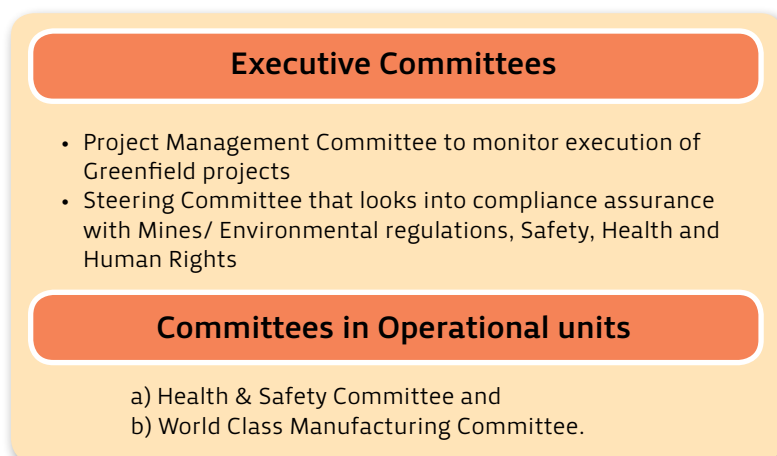 Executive Committees
• Project Management Committee to monitor execution of
Greenfield projects
• Steering Committee that looks into compliance assurance
with Mines/ Environmental regulations, Safety, Health and
Human Rights
Committees in Operational units
a) Health & Safety Committee and
b) World Class Manufacturing Committee.